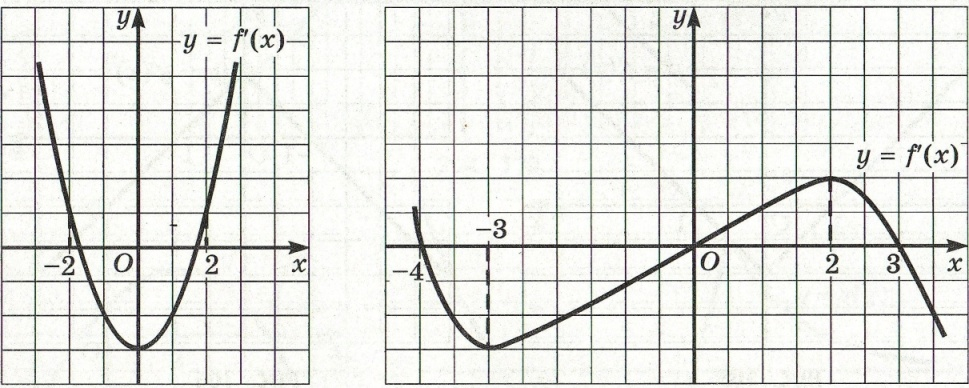 y
y = f'(x)
-2
O
2
x
y
y = f'(x)
-3
-4
O
2
3
x